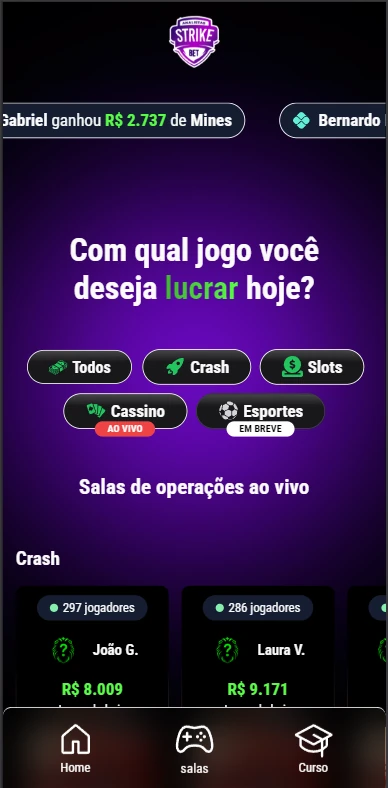 ANALISTAS
STRIKE
BET
Gabriel ganhou R$ 2.737 de Mines
Bernardo
Com qual jogo você
deseja lucrar hoje?
Todos
Crash
Slots
Cassino
AO VIVO
Esportes
EM BREVE
Salas de operações ao vivo
Crash
297 jogadores
286 jogadores
João G.
Laura V.
R$ 8.009
R$ 9.171
Home
salas
Curso